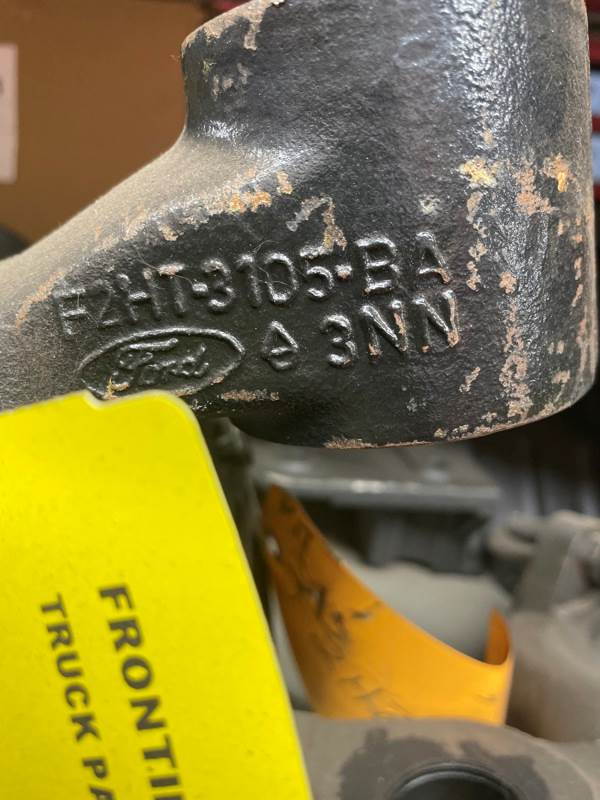 F2HT-3105-BA
Ford e 3NN
FRONTI
TRUCK PA